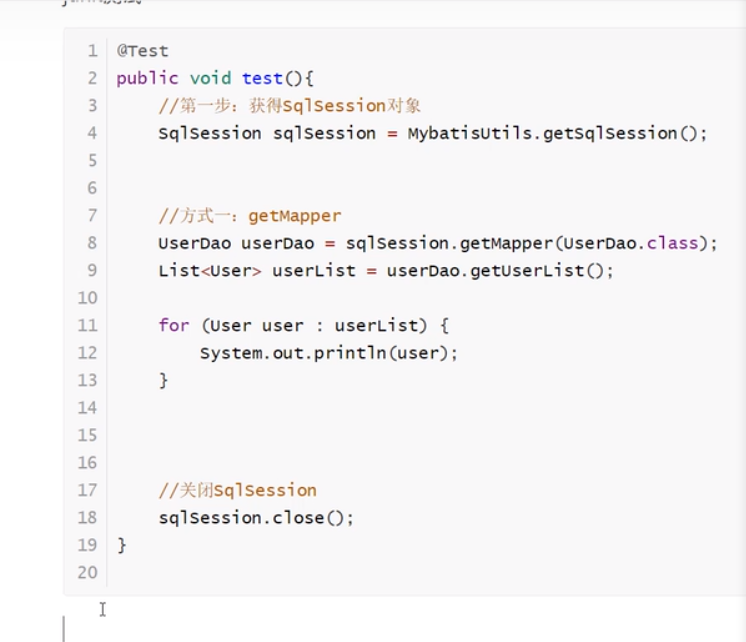 1 @Test
2 public void test(){
3 //第一步：获得SqlSession对象
4 SqlSession sqlSession = MybatisUtils.getSqlSession();
5
6
7 //方式一：getMapper
8 UserDao userDao = sqlSession.getMapper(UserDao.class);
9 List<User> userList = userDao.getUserList();
10
11 for (User user : userList) {
12 System.out.println(user);
13 }
14
15
16
17 //关闭SqlSession
18 sqlSession.close();
19 }
20